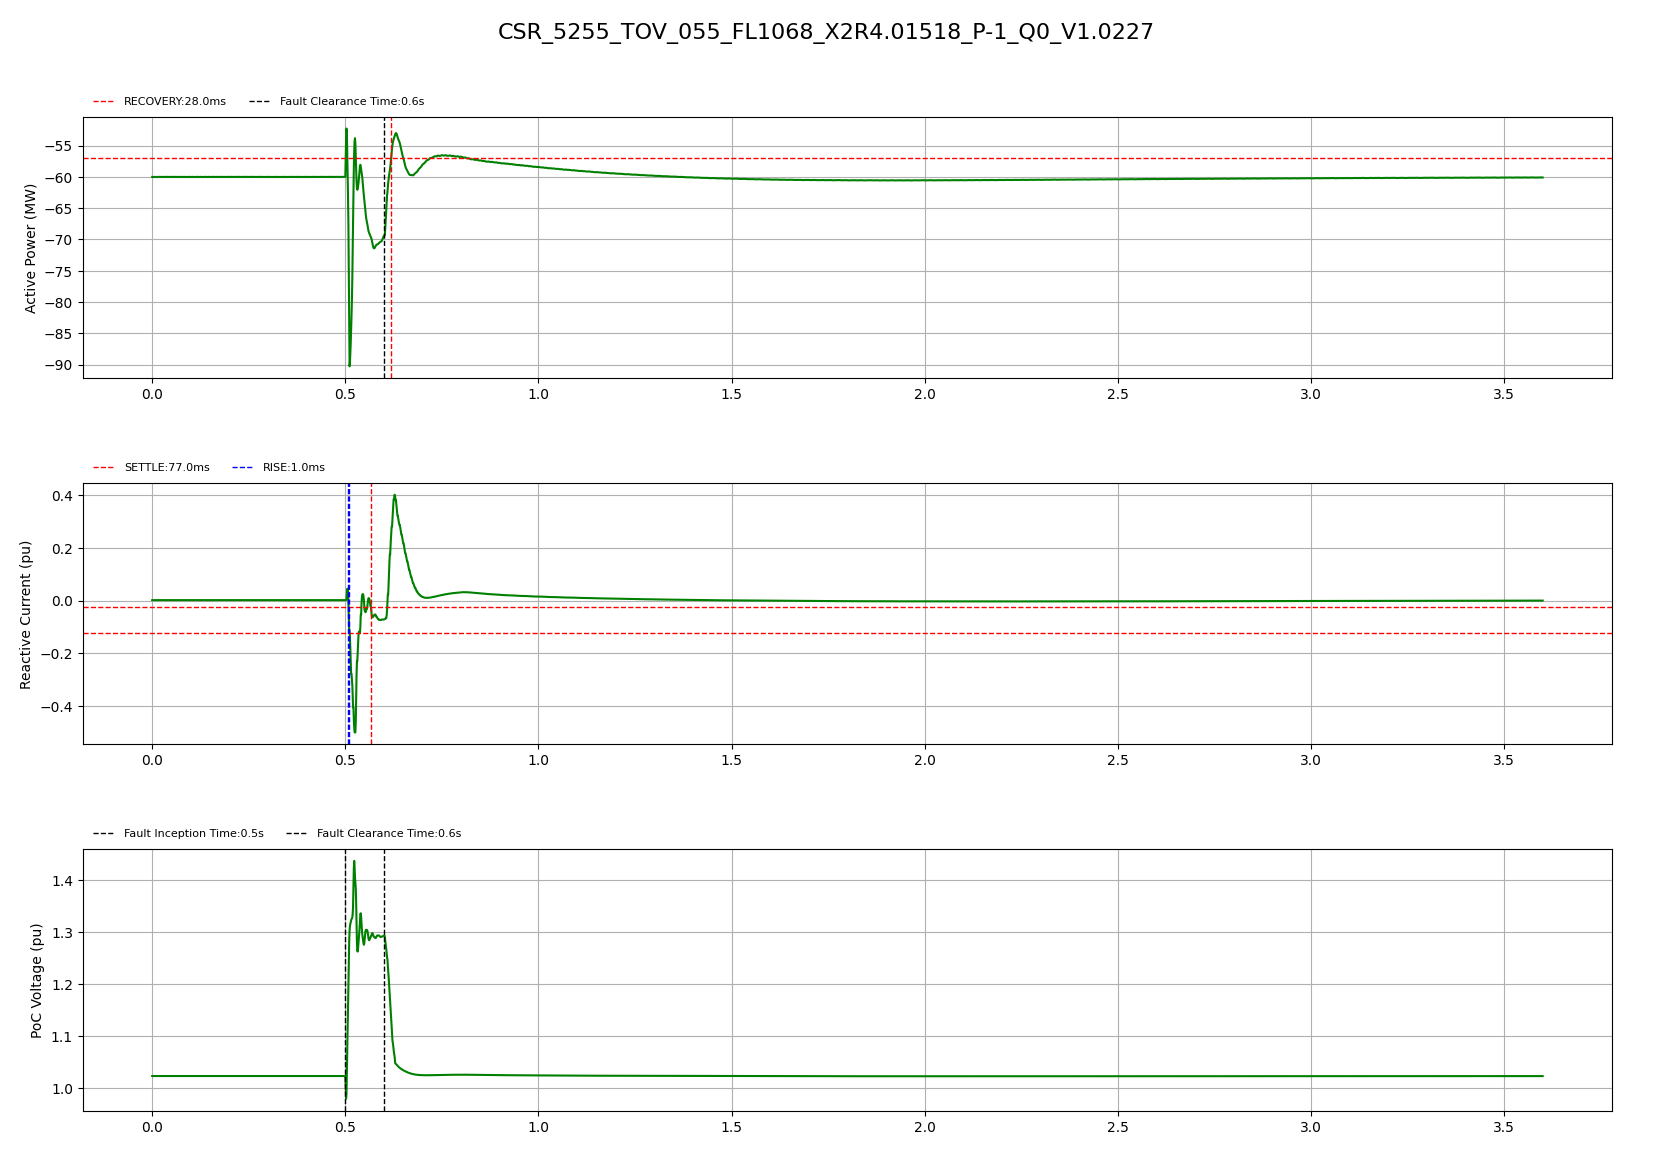 CSR_5255_TOV_055_FL1068_X2R4.01518_P-1_Q0_V1.0227
RECOVERY:28.0ms Fault Clearance Time:0.6s
Active Power (MW)
−55
−60
−65
−70
−75
−80
−85
−90
0.0 0.5 1.0 1.5 2.0 2.5 3.0 3.5
SETTLE:77.0ms RISE:1.0ms
Reactive Current (pu)
0.4
0.2
0.0
−0.2
−0.4
0.0 0.5 1.0 1.5 2.0 2.5 3.0 3.5
Fault Inception Time:0.5s Fault Clearance Time:0.6s
PoC Voltage (pu)
1.4
1.3
1.2
1.1
1.0
0.0 0.5 1.0 1.5 2.0 2.5 3.0 3.5